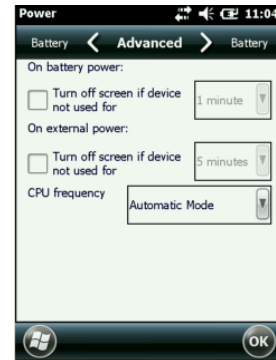 Power 11:04
Battery Advanced Battery
On battery power:
Turn off screen if device
not used for
1 minute
On external power:
Turn off screen if device
not used for
5 minutes
CPU frequency
Automatic Mode
OK